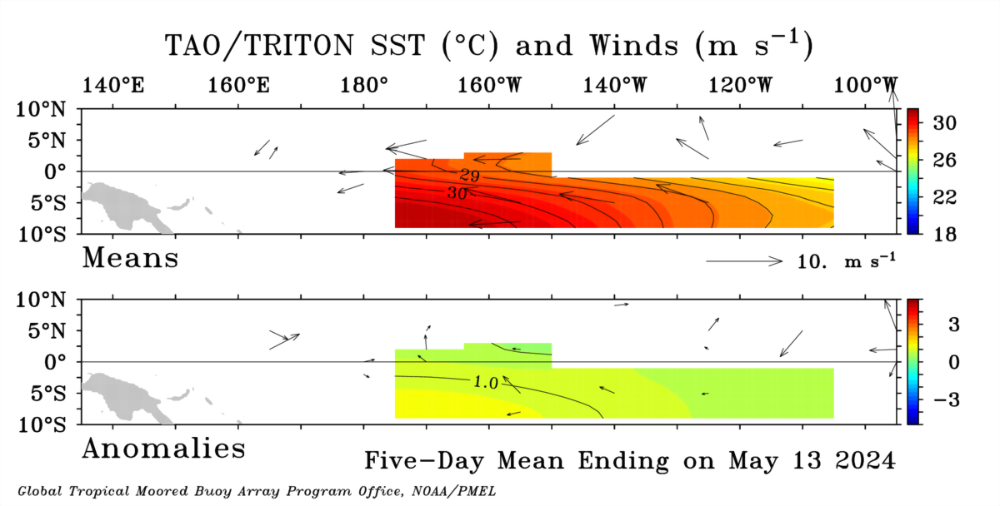 TAO/TRITON SST (°C) and Winds (m s⁻¹)
140°E 160°E 180° 160°W 140°W 120°W 100°W
10°N
5°N
0°
5°S
10°S
29
30
30
26
22
18
Means
10. m s⁻¹
10°N
5°N
0°
5°S
10°S
1.0
3
0
−3
Anomalies
Five−Day Mean Ending on May 13 2024
Global Tropical Moored Buoy Array Program Office, NOAA/PMEL